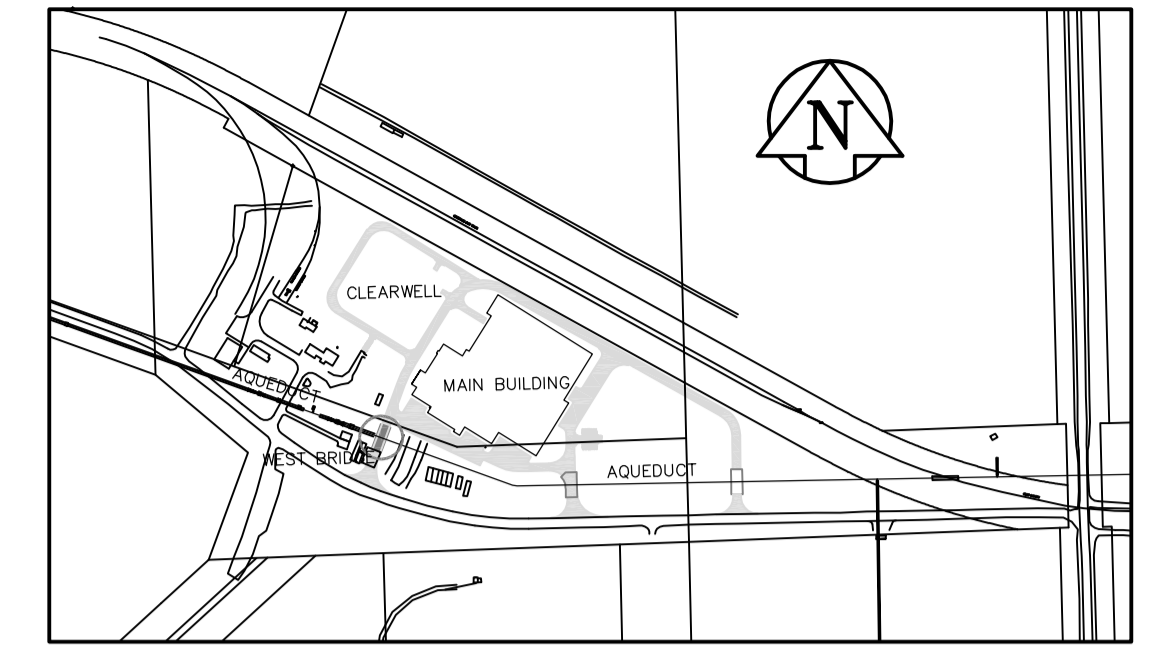 N
CLEARWELL
MAIN BUILDING
AQUEDUCT
WEST BRIDGE
AQUEDUCT